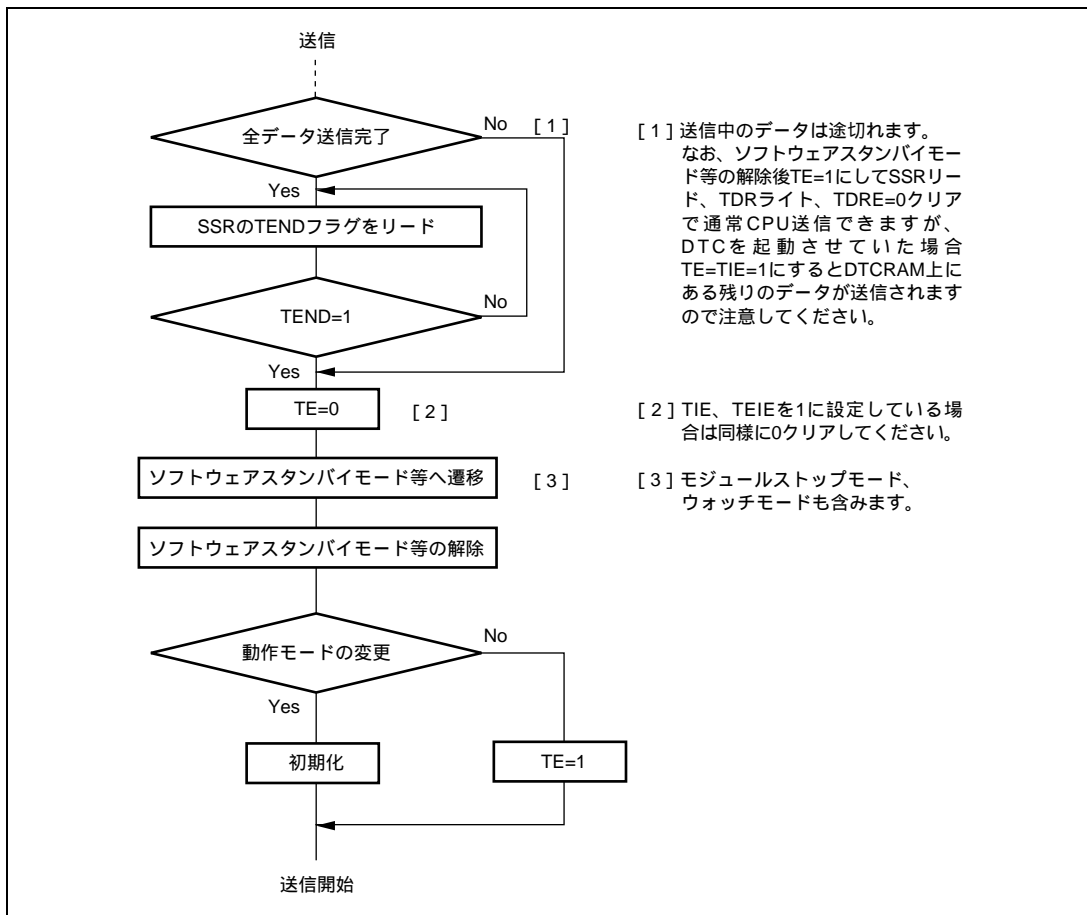 送信
全データ送信完了
No [1]
Yes
SSRのTENDフラグをリード
TEND=1
No
Yes
TE=0 [2]
ソフトウェアスタンバイモード等へ遷移 [3]
ソフトウェアスタンバイモード等の解除
動作モードの変更
No
Yes
初期化
TE=1
送信開始
[1] 送信中のデータは途切れます。
なお、ソフトウェアスタンバイモー
ド等の解除後TE=1にしてSSRリー
ド、TDRライト、TDRE=0クリア
で通常CPU送信できますが、
DTCを起動させていた場合
TE=TIE=1にするとDTCRAM上に
ある残りのデータが送信されます
ので注意してください。
[2] TIE、TEIEを1に設定している場
合は同様に0クリアしてください。
[3] モジュールストップモード、
ウォッチモードも含みます。